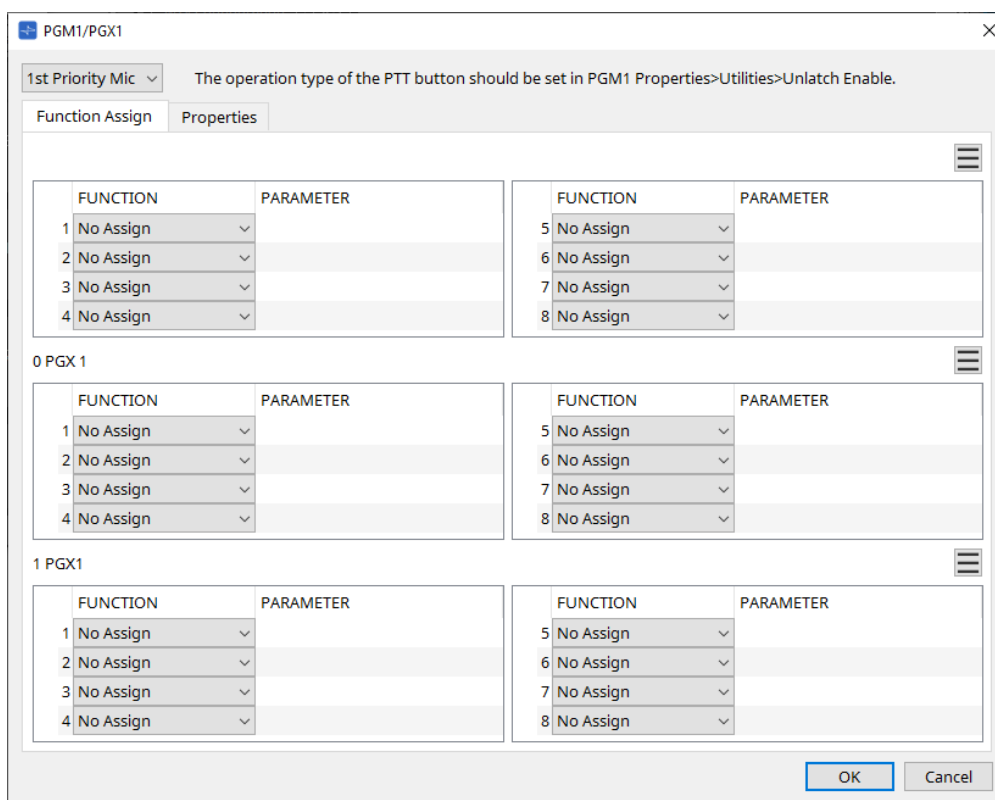 PGM1/PGX1
1st Priority Mic The operation type of the PTT button should be set in PGM1 Properties>Utilities>Unlatch Enable.
Function Assign Properties
FUNCTION PARAMETER FUNCTION PARAMETER
1 No Assign 5 No Assign
2 No Assign 6 No Assign
3 No Assign 7 No Assign
4 No Assign 8 No Assign
0 PGX 1
FUNCTION PARAMETER FUNCTION PARAMETER
1 No Assign 5 No Assign
2 No Assign 6 No Assign
3 No Assign 7 No Assign
4 No Assign 8 No Assign
1 PGX1
FUNCTION PARAMETER FUNCTION PARAMETER
1 No Assign 5 No Assign
2 No Assign 6 No Assign
3 No Assign 7 No Assign
4 No Assign 8 No Assign
OK Cancel